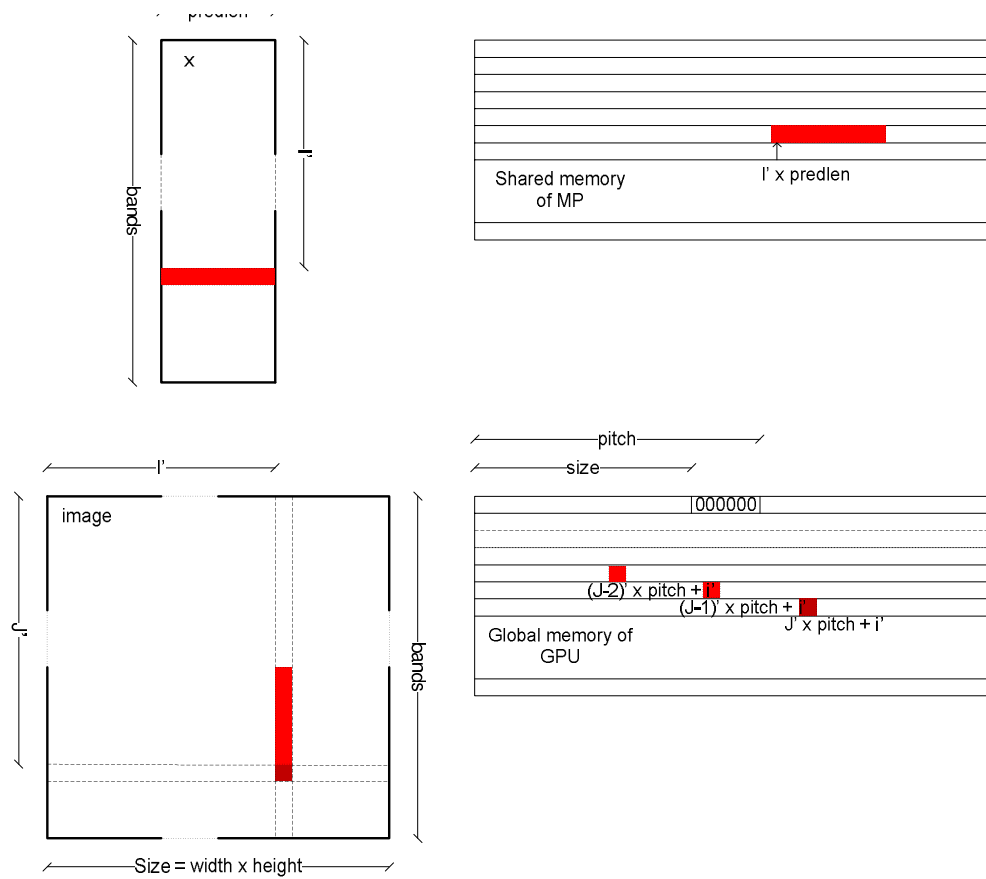 predlen
x
I'
bands
Shared memory
of MP
I' x predlen
pitch
size
I'
image
J'
bands
000000
(J-2)' x pitch + i'
(J-1)' x pitch + i'
J' x pitch + i'
Global memory of
GPU
Size = width x height